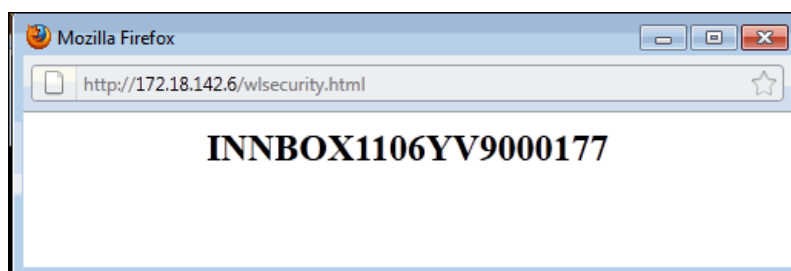 Mozilla Firefox
http://172.18.142.6/wlsecurity.html
INNBOX1106YV9000177